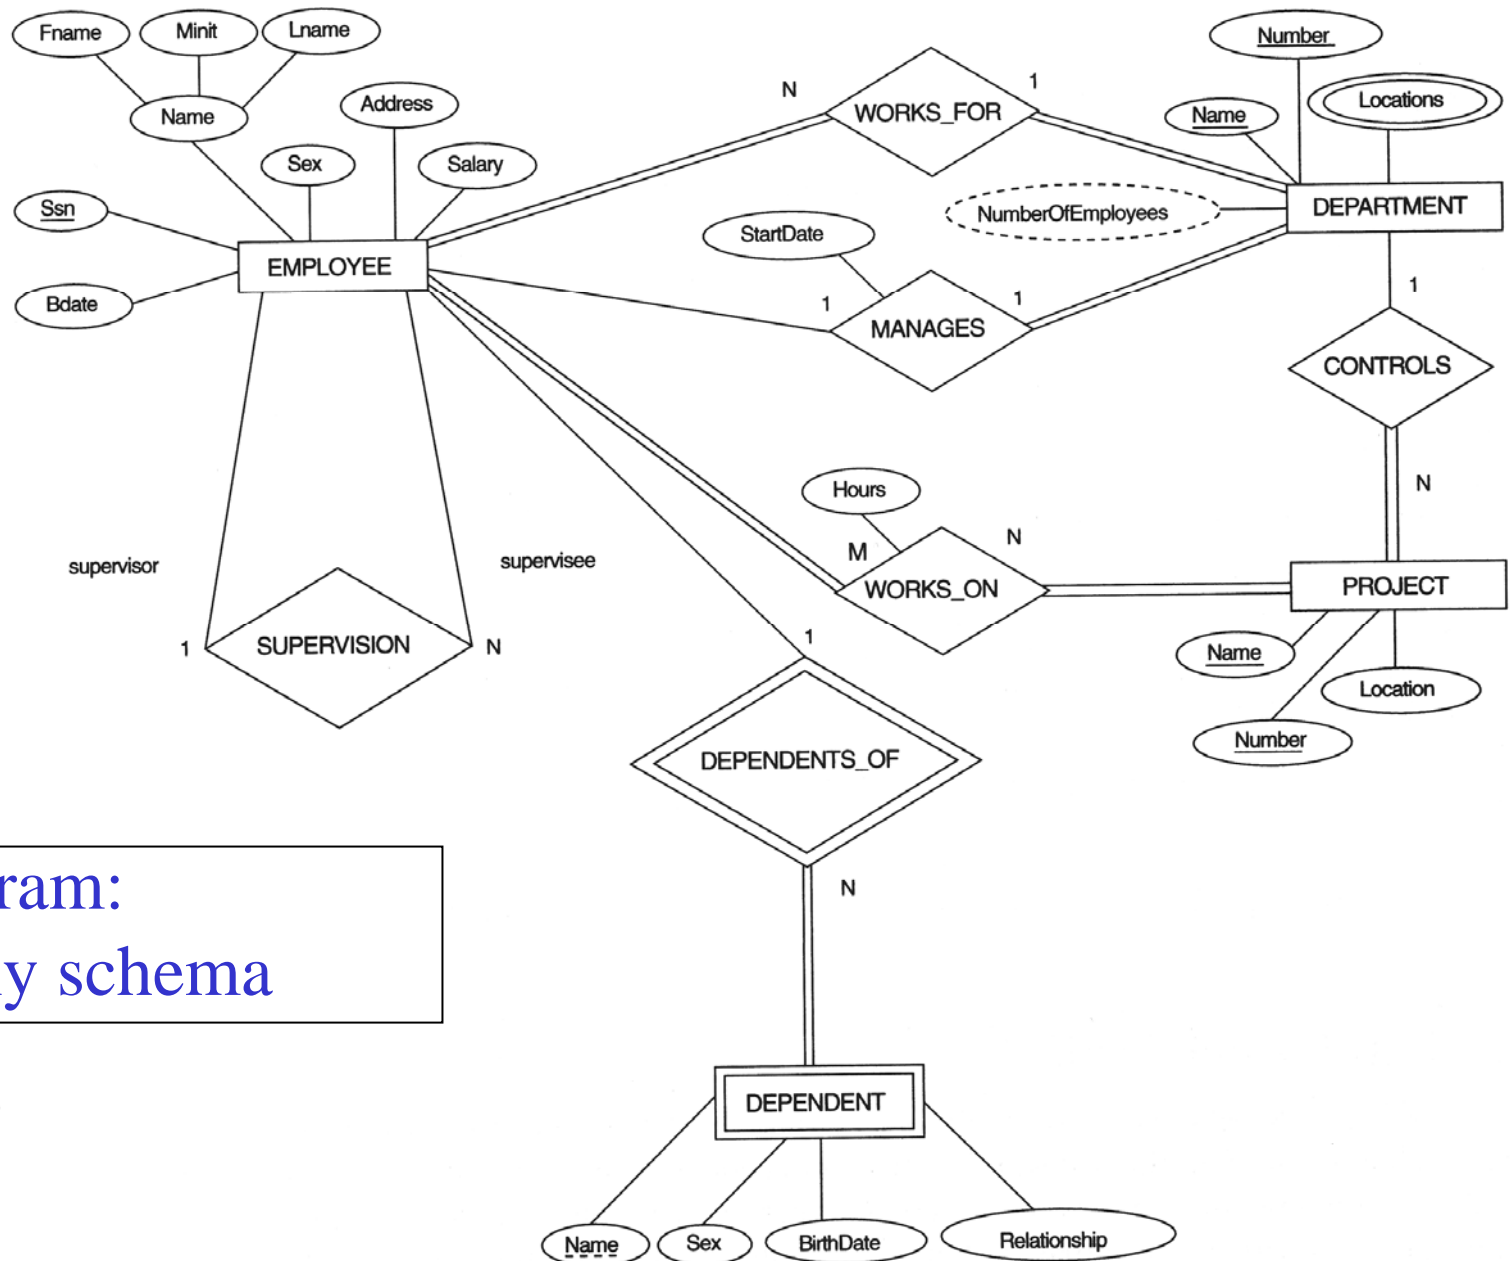 Fname
Minit
Lname
Number
Name
Address
Locations
N
1
WORKS_FOR
Name
Sex
Salary
Ssn
NumberOfEmployees
DEPARTMENT
StartDate
EMPLOYEE
Bdate
1
1
1
MANAGES
CONTROLS
Hours
N
supervisor
supervisee
M
N
WORKS_ON
PROJECT
1
SUPERVISION
N
1
Name
Location
Number
DEPENDENTS_OF
N
ram:
y schema
DEPENDENT
Name
Sex
BirthDate
Relationship